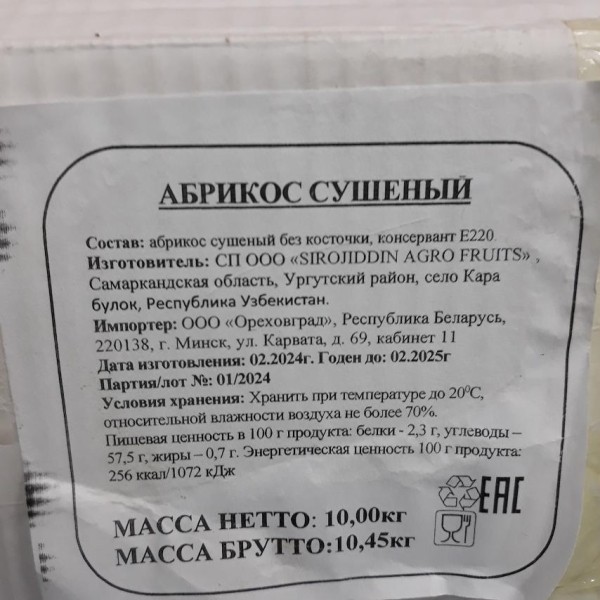 АБРИКОС СУШЕНЫЙ
Состав: абрикос сушеный без косточки, консервант Е220
Изготовитель: СП ООО «SIROJIDDIN AGRO FRUITS» ,
Самаркандская область, Ургутский район, село Кара
булок, Республика Узбекистан.
Импортер: ООО «Ореховград», Республика Беларусь,
220138, г. Минск, ул. Карвата, д. 69, кабинет 11
Дата изготовления: 02.2024г. Годен до: 02.2025г
Партия/лот №: 01/2024
Условия хранения: Хранить при температуре до 20⁰С,
относительной влажности воздуха не более 70%.
Пищевая ценность в 100 г продукта: белки - 2,3 г, углеводы –
57,5 г, жиры – 0,7 г. Энергетическая ценность 100 г продукта:
256 ккал/1072 кДж
EAC
МАССА НЕТТО: 10,00кг
МАССА БРУТТО:10,45кг